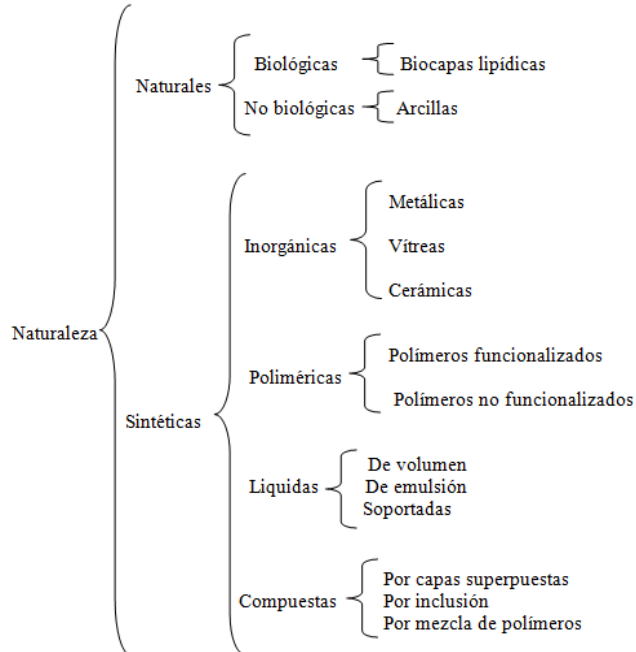 Biológicas
Biocapas lipídicas
Naturales
No biológicas
Arcillas
Metálicas
Inorgánicas
Vítreas
Cerámicas
Naturaleza
Polímeros funcionalizados
Poliméricas
Polímeros no funcionalizados
Sintéticas
De volumen
Liquidas
De emulsión
Soportadas
Por capas superpuestas
Compuestas
Por inclusión
Por mezcla de polímeros